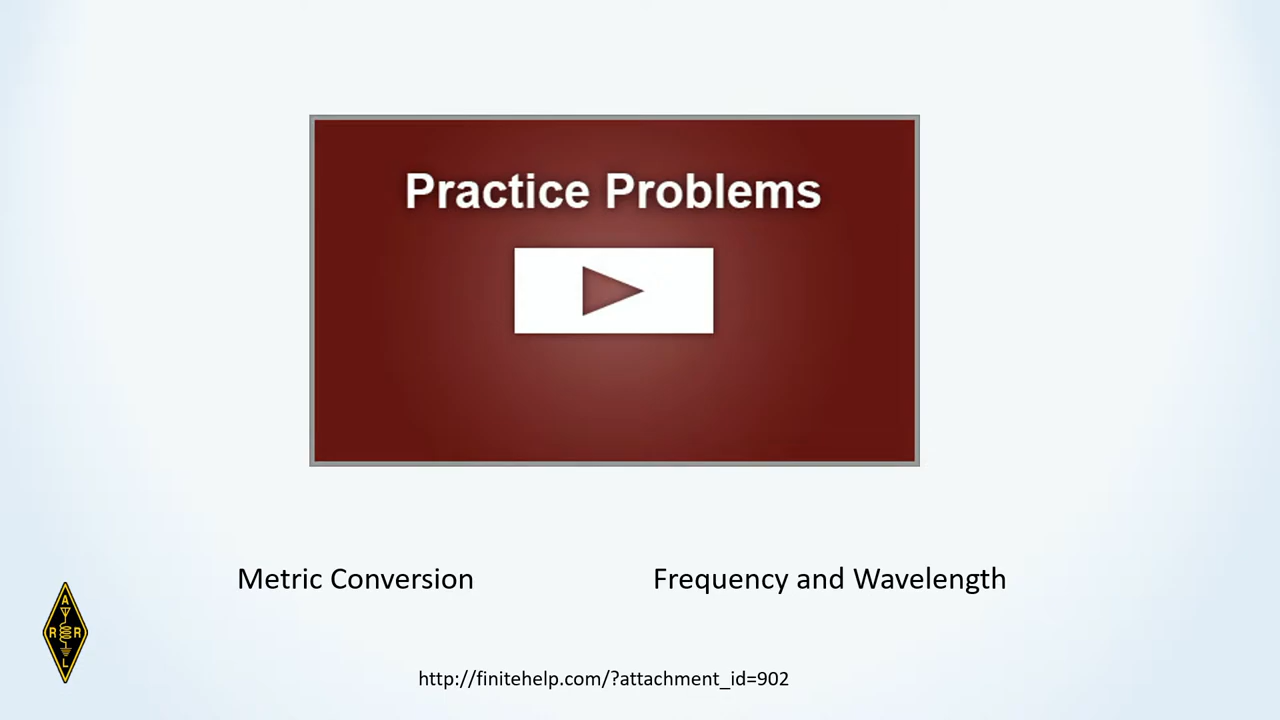 Practice Problems
Metric Conversion
Frequency and Wavelength
A
R R
L
http://finitehelp.com/?attachment_id=902